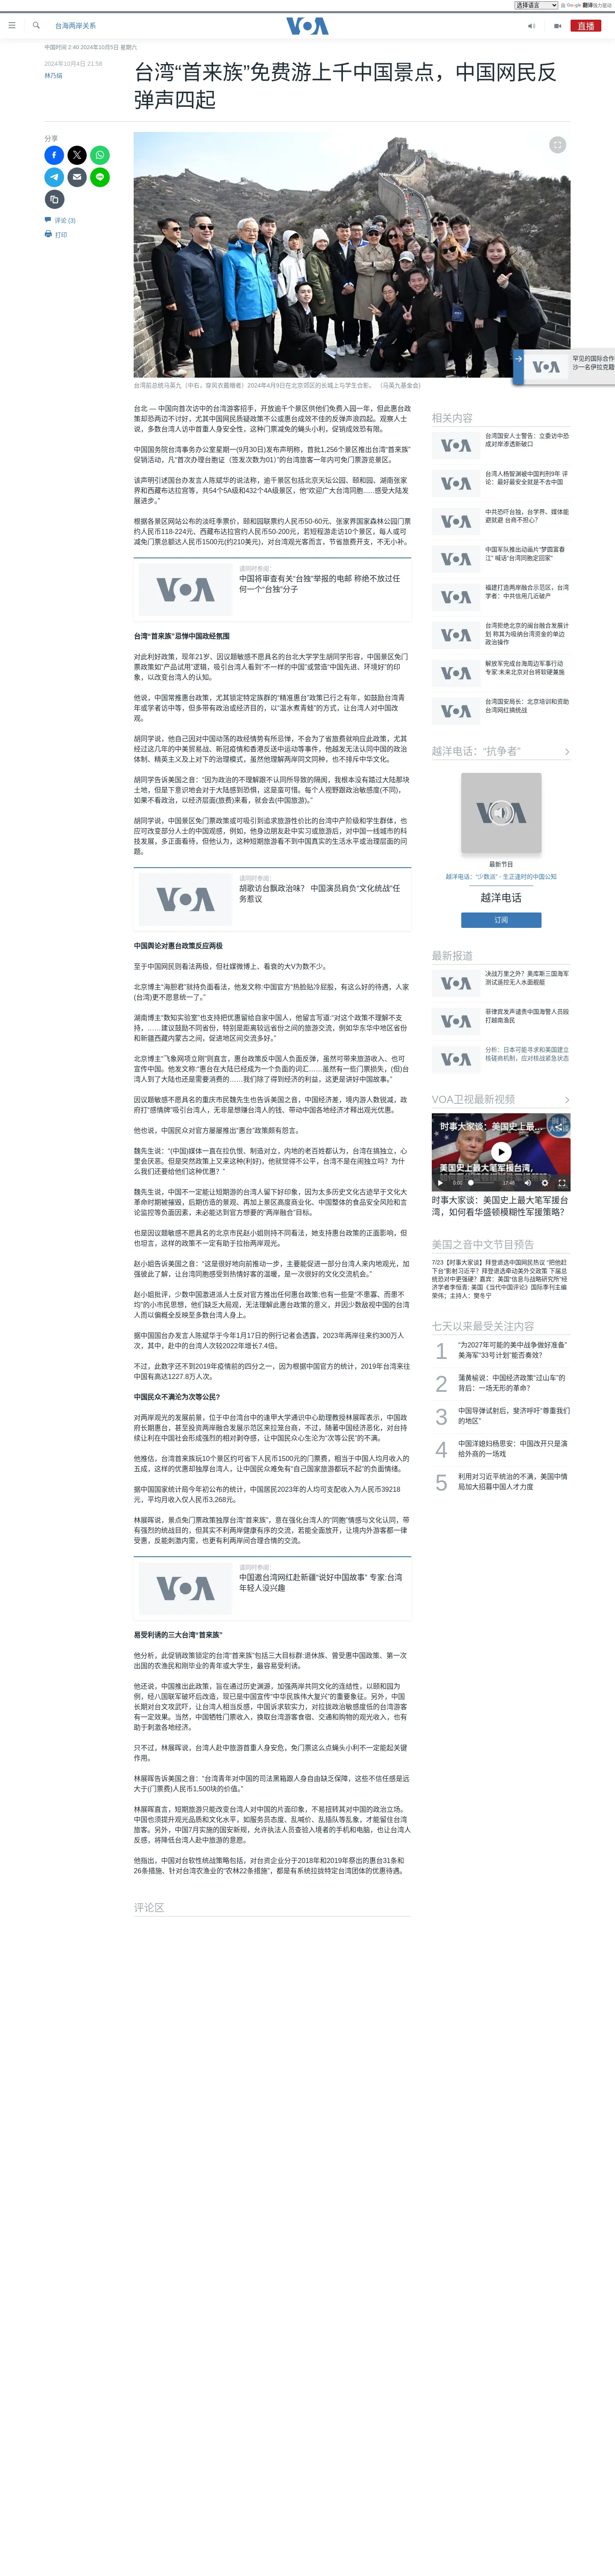 选择语言 由 Google 翻译强力驱动
台海两岸关系
VOA
直播
中国时间 2:40 2024年10月5日 星期六
2024年10月4日 21:58
林乃绢
台湾“首来族”免费游上千中国景点，中国网民反
弹声四起
分享
评论 (3)
打印
台湾前总统马英九（中右，穿风衣戴帽者）2024年4月9日在北京郊区的长城上与学生合影。（马英九基金会)
罕见的国际合作
沙一名伊拉克籍
台北 — 中国向首次访中的台湾游客招手，开放逾千个景区供他们免费入园一年，但此惠台政
策却恐两边不讨好，尤其中国网民质疑政策不公或惠台成效不佳的反弹声浪四起。观察人士
说，多数台湾人访中首重人身安全性，这种门票减免的蝇头小利，促销成效恐有限。
中国国务院台湾事务办公室星期一(9月30日)发布声明称，首批1,256个景区推出台湾“首来族”
促销活动，凡“首次办理台胞证（签发次数为01）”的台湾旅客一年内可免门票游览景区。
该声明引述国台办发言人陈斌华的说法称，逾千景区包括北京天坛公园、颐和园、湖南张家
界和西藏布达拉宫等，共54个5A级和432个4A级景区，他“欢迎广大台湾同胞......感受大陆发
展进步。”
根据各景区网站公布的淡旺季票价，颐和园联票约人民币50-60元、张家界国家森林公园门票
约人民币118-224元、西藏布达拉宫约人民币50-200元，若短程游走访10个景区，每人或可
减免门票总额达人民币1500元(约210美元)，对台湾观光客而言，节省旅费开支，不无小补。
请同时参阅：
中国将审查有关“台独”举报的电邮 称绝不放过任
何一个“台独”分子
台湾“首来族”忌惮中国政经氛围
对此利好政策，现年21岁、因议题敏感不愿具名的台北大学学生胡同学形容，中国景区免门
票政策如“产品试用”逻辑，吸引台湾人看到“不一样的中国”或营造“中国先进、环境好”的印
象，以改变台湾人的认知。
他说，中国常推惠台政策，尤其锁定特定族群的“精准惠台”政策已行之有年，如鼓励台湾青
年或学者访中等，但多带有政治或经济目的，以“温水煮青蛙”的方式，让台湾人对中国改
观。
胡同学说，他自己因对中国动荡的政经情势有所忌惮，不会为了省旅费就响应此政策，尤其
经过这几年的中美贸易战、新冠疫情和香港反送中运动等事件，他越发无法认同中国的政治
体制、精英主义及上对下的治理模式，虽然他理解两岸同文同种，也不排斥中华文化。
胡同学告诉美国之音：“因为政治的不理解跟不认同所导致的隔阂，我根本没有踏过大陆那块
土地，但是下意识地会对于大陆感到恐惧，这是蛮可惜。每个人视野跟政治敏感度(不同)，
如果不看政治，以经济层面(旅费)来看，就会去(中国旅游)。”
胡同学说，中国景区免门票政策或可吸引到追求旅游性价比的台湾中产阶级和学生群体，也
应可改变部分人士的中国观感，例如，他身边朋友赴中实习或旅游后，对中国一线城市的科
技发展，多正面看待，但他认为，这种短期旅游看不到中国真实的生活水平或治理层面的问
题。
请同时参阅：
胡歌访台飘政治味? 中国演员肩负“文化统战”任
务惹议
中国舆论对惠台政策反应两极
至于中国网民则看法两极，但社媒微博上、看衰的大V为数不少。
北京博主“海胆君”就持负面看法，他发文称:中国官方“热脸贴冷屁股，有这么好的待遇，人家
(台湾)更不愿意统一了。”
湖南博主“数知实验室”也支持把优惠留给自家中国人，他留言写道:“对这个政策不理解不支
持，……建议鼓励不同省份，特别是距离较远省份之间的旅游交流，例如华东华中地区省份
和新疆西藏内蒙古之间，促进地区间交流多好。”
北京博主“飞象网项立刚”则直言，惠台政策反中国人负面反弹，虽然可带来旅游收入、也可
宣传中国。他发文称:“惠台在大陆已经成为一个负面的词汇……虽然有一些门票损失，(但)台
湾人到了大陆也还是需要消费的……我们除了得到经济的利益，这更是讲好中国故事。”
因议题敏感不愿具名的重庆市民魏先生也告诉美国之音，中国经济差，境内游人数锐减，政
府打“感情牌”吸引台湾人，无非是想赚台湾人的钱、带动中国各地经济才释出观光优惠。
他也说，中国民众对官方屡屡推出“惠台”政策颇有怨言。
魏先生说：“(中国)媒体一直在拉仇恨、制造对立，内地的老百姓都认为，台湾在搞独立，心
里会厌恶。但是突然政策上又来这种(利好)，他就觉得不公平，台湾不是在闹独立吗？为什
么我们还要给他们这种优惠？”
魏先生说，中国不一定能让短期游的台湾人留下好印象，因为太多历史文化古迹早于文化大
革命时期被摧毁，后期仿造的景观、再加上景区高度商业化、中国整体的食品安全风险和言
论监控等负面因素，未必能达到官方想要的“两岸融合”目标。
也是因议题敏感不愿具名的北京市民赵小姐则持不同看法，她支持惠台政策的正面影响，但
也坦言，这样的政策不一定有助于拉抬两岸观光。
赵小姐告诉美国之音：“这是很好地向前推动一步，主要能促进一部分台湾人来内地观光，加
强彼此了解，让台湾同胞感受到热情好客的温暖，是一次很好的文化交流机会。”
赵小姐批评，少数中国激进派人士反对官方推出任何惠台政策;也有一些是“不患寡、而患不
均”的小市民思想，他们缺乏大局观，无法理解此惠台政策的意义，并因少数敌视中国的台湾
人而以偏概全反映至多数台湾人身上。
据中国国台办发言人陈斌华于今年1月17日的例行记者会透露，2023年两岸往来约300万人
次，其中，赴中的台湾人次较2022年增长7.4倍。
不过，此数字还不到2019年疫情前的四分之一，因为根据中国官方的统计，2019年台湾来往
中国有高达1227.8万人次。
中国民众不满沦为次等公民?
对两岸观光的发展前景，位于中台湾台中的逢甲大学通识中心助理教授林展晖表示，中国政
府长期惠台，甚至投资两岸融合发展示范区来拉笼台商，不过，随著中国经济恶化，对台持
续让利在中国社会形成强烈的相对剥夺感，让中国民众心生沦为“次等公民”的不满。
他推估，台湾首来族玩10个景区约可省下人民币1500元的门票费，相当于中国人均月收入的
五成，这样的优惠却独厚台湾人，让中国民众难免有“自己国家旅游都玩不起”的负面情绪。
据中国国家统计局今年初公布的统计，中国居民2023年的人均可支配收入为人民币39218
元，平均月收入仅人民币3,268元。
林展晖说，景点免门票政策独厚台湾“首来族”，意在强化台湾人的“同胞”情感与文化认同，带
有强烈的统战目的，但其实不利两岸健康有序的交流，若能全面放开，让境内外游客都一律
受惠，反能刺激内需，也更有利两岸间合理合情的交流。
请同时参阅：
中国邀台湾网红赴新疆“说好中国故事” 专家:台湾
年轻人没兴趣
易受利诱的三大台湾“首来族”
他分析，此促销政策锁定的台湾“首来族”包括三大目标群:退休族、曾受惠中国政策、第一次
出国的农渔民和刚毕业的青年或大学生，最容易受利诱。
他还说，中国推出此政策，旨在通过历史渊源，加强两岸共同文化的连结性，以颐和园为
例，经八国联军破坏后改造，现已是中国宣传“中华民族伟大复兴”的重要象征。另外，中国
长期对台文攻武吓，让台湾人相当反感，中国诉求软实力，对拉拢政治敏感度低的台湾游客
有一定效果。当然，中国牺牲门票收入，换取台湾游客食宿、交通和购物的观光收入，也有
助于刺激各地经济。
只不过，林展晖说，台湾人赴中旅游首重人身安危，免门票这么点蝇头小利不一定能起关键
作用。
林展晖告诉美国之音：“台湾青年对中国的司法黑箱跟人身自由缺乏保障，这些不信任感是远
大于(门票费)人民币1,500块的价值。”
林展晖直言，短期旅游只能改变台湾人对中国的片面印象，不易扭转其对中国的政治立场。
中国也须提升观光品质和文化水平，如服务员态度、乱喊价、乱插队等乱象，才能留住台湾
旅客。另外，中国7月实施的国安新规，允许执法人员查验入境者的手机和电脑，也让台湾人
反感，将降低台湾人赴中旅游的意愿。
他指出，中国对台软性统战策略包括，对台资企业分于2018年和2019年祭出的惠台31条和
26条措施、针对台湾农渔业的“农林22条措施”，都是有系统拉拢特定台湾团体的优惠待遇。
评论区
相关内容
台湾国安人士警告：立委访中恐
成对岸渗透新破口
台湾人杨智渊被中国判刑9年 评
论：最好最安全就是不去中国
中共恐吓台独，台学界、媒体能
避就避 台商不担心?
中国军队推出动画片“梦圆富春
江” 喊话“台湾同胞定回家”
福建打造两岸融合示范区，台湾
学者：中共信用几近破产
台湾拒绝北京的闽台融合发展计
划 称其为吸纳台湾资金的单边
政治操作
解放军完成台海周边军事行动
专家:未来北京对台将软硬兼施
台湾国安局长：北京培训和资助
台湾网红搞统战
越洋电话：“抗争者”
最新节目
越洋电话：“少数派” - 生正逢时的中国公知
越洋电话
订阅
最新报道
决战万里之外？美库斯三国海军
测试遥控无人水面舰艇
菲律宾发声谴责中国海警人员殴
打越南渔民
分析：日本可能寻求和英国建立
核磋商机制，应对核战紧急状态
VOA卫视最新视频
时事大家谈：美国史上最...
美国史上最大笔军援台湾，
0:00
17:48
时事大家谈：美国史上最大笔军援台
湾，如何看华盛顿模糊性军援策略?
美国之音中文节目预告
7/23【时事大家谈】拜登退选中国网民热议 “把他赶
下台”影射习近平？拜登退选牵动美外交政策 下届总
统恐对中更强硬？嘉宾：美国“信息与战略研究所”经
济学者李恒青; 美国《当代中国评论》国际季刊主编
荣伟; 主持人：樊冬宁
七天以来最受关注内容
1
“为2027年可能的美中战争做好准备”
美海军“33号计划”能否奏效?
2
蒲黄榆说：中国经济政策“过山车”的
背后：一场无形的革命？
3
中国导弹试射后，斐济呼吁“尊重我们
的地区”
4
中国洋媳妇杨思安：中国改开只是演
给外商的一场戏
5
利用对习近平统治的不满，美国中情
局加大招募中国人才力度